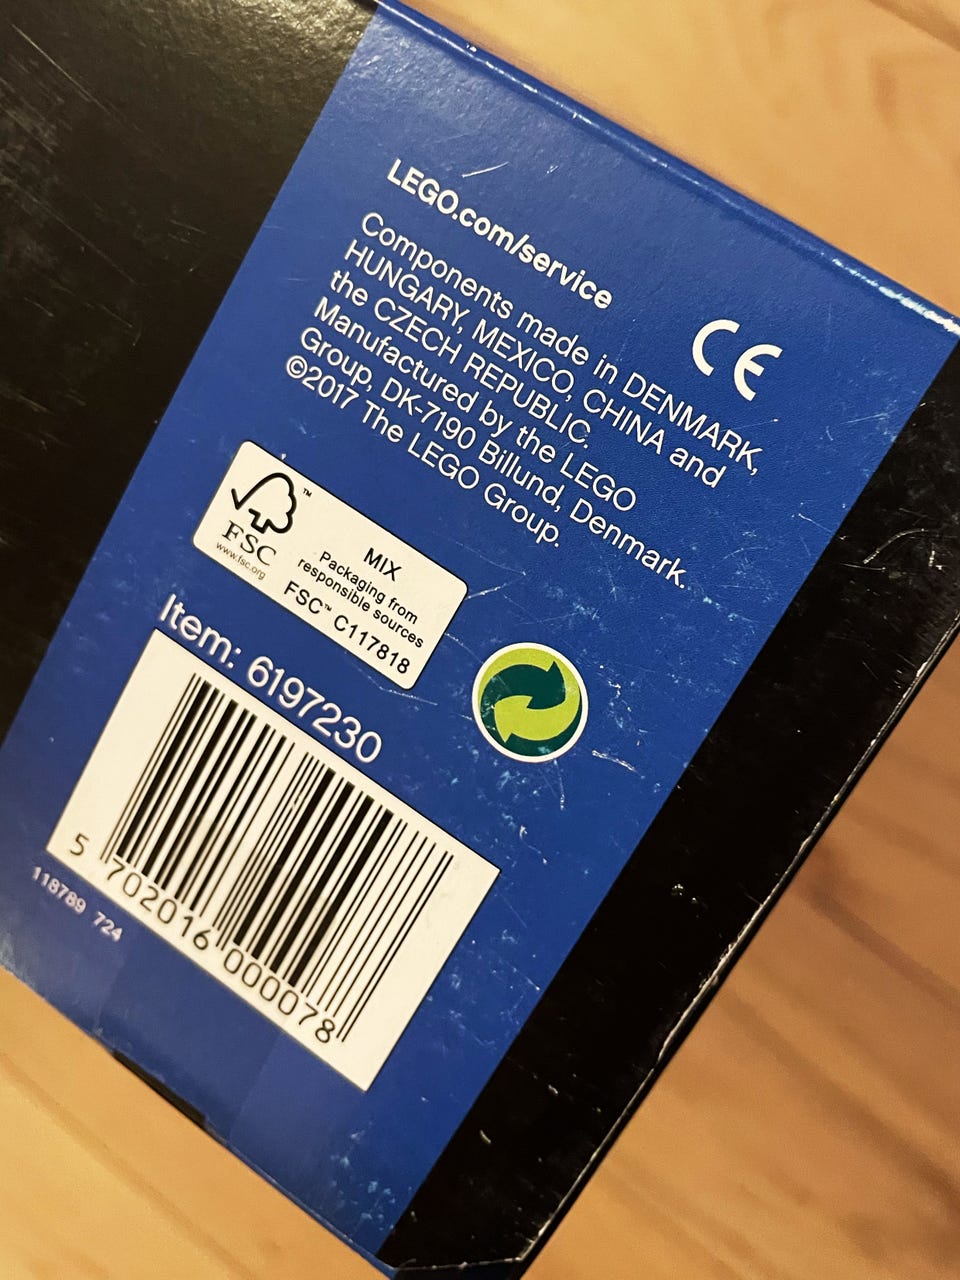 LEGO.com/service
Components made in DENMARK,
HUNGARY, MEXICO, CHINA and
the CZECH REPUBLIC.
Manufactured by the LEGO
Group, DK-7190 Billund, Denmark.
©2017 The LEGO Group.
CE
FSC
™
www.fsc.org
MIX
Packaging from
responsible sources
FSC™ C117818
Item: 6197230
5 702016 000078
118789 724